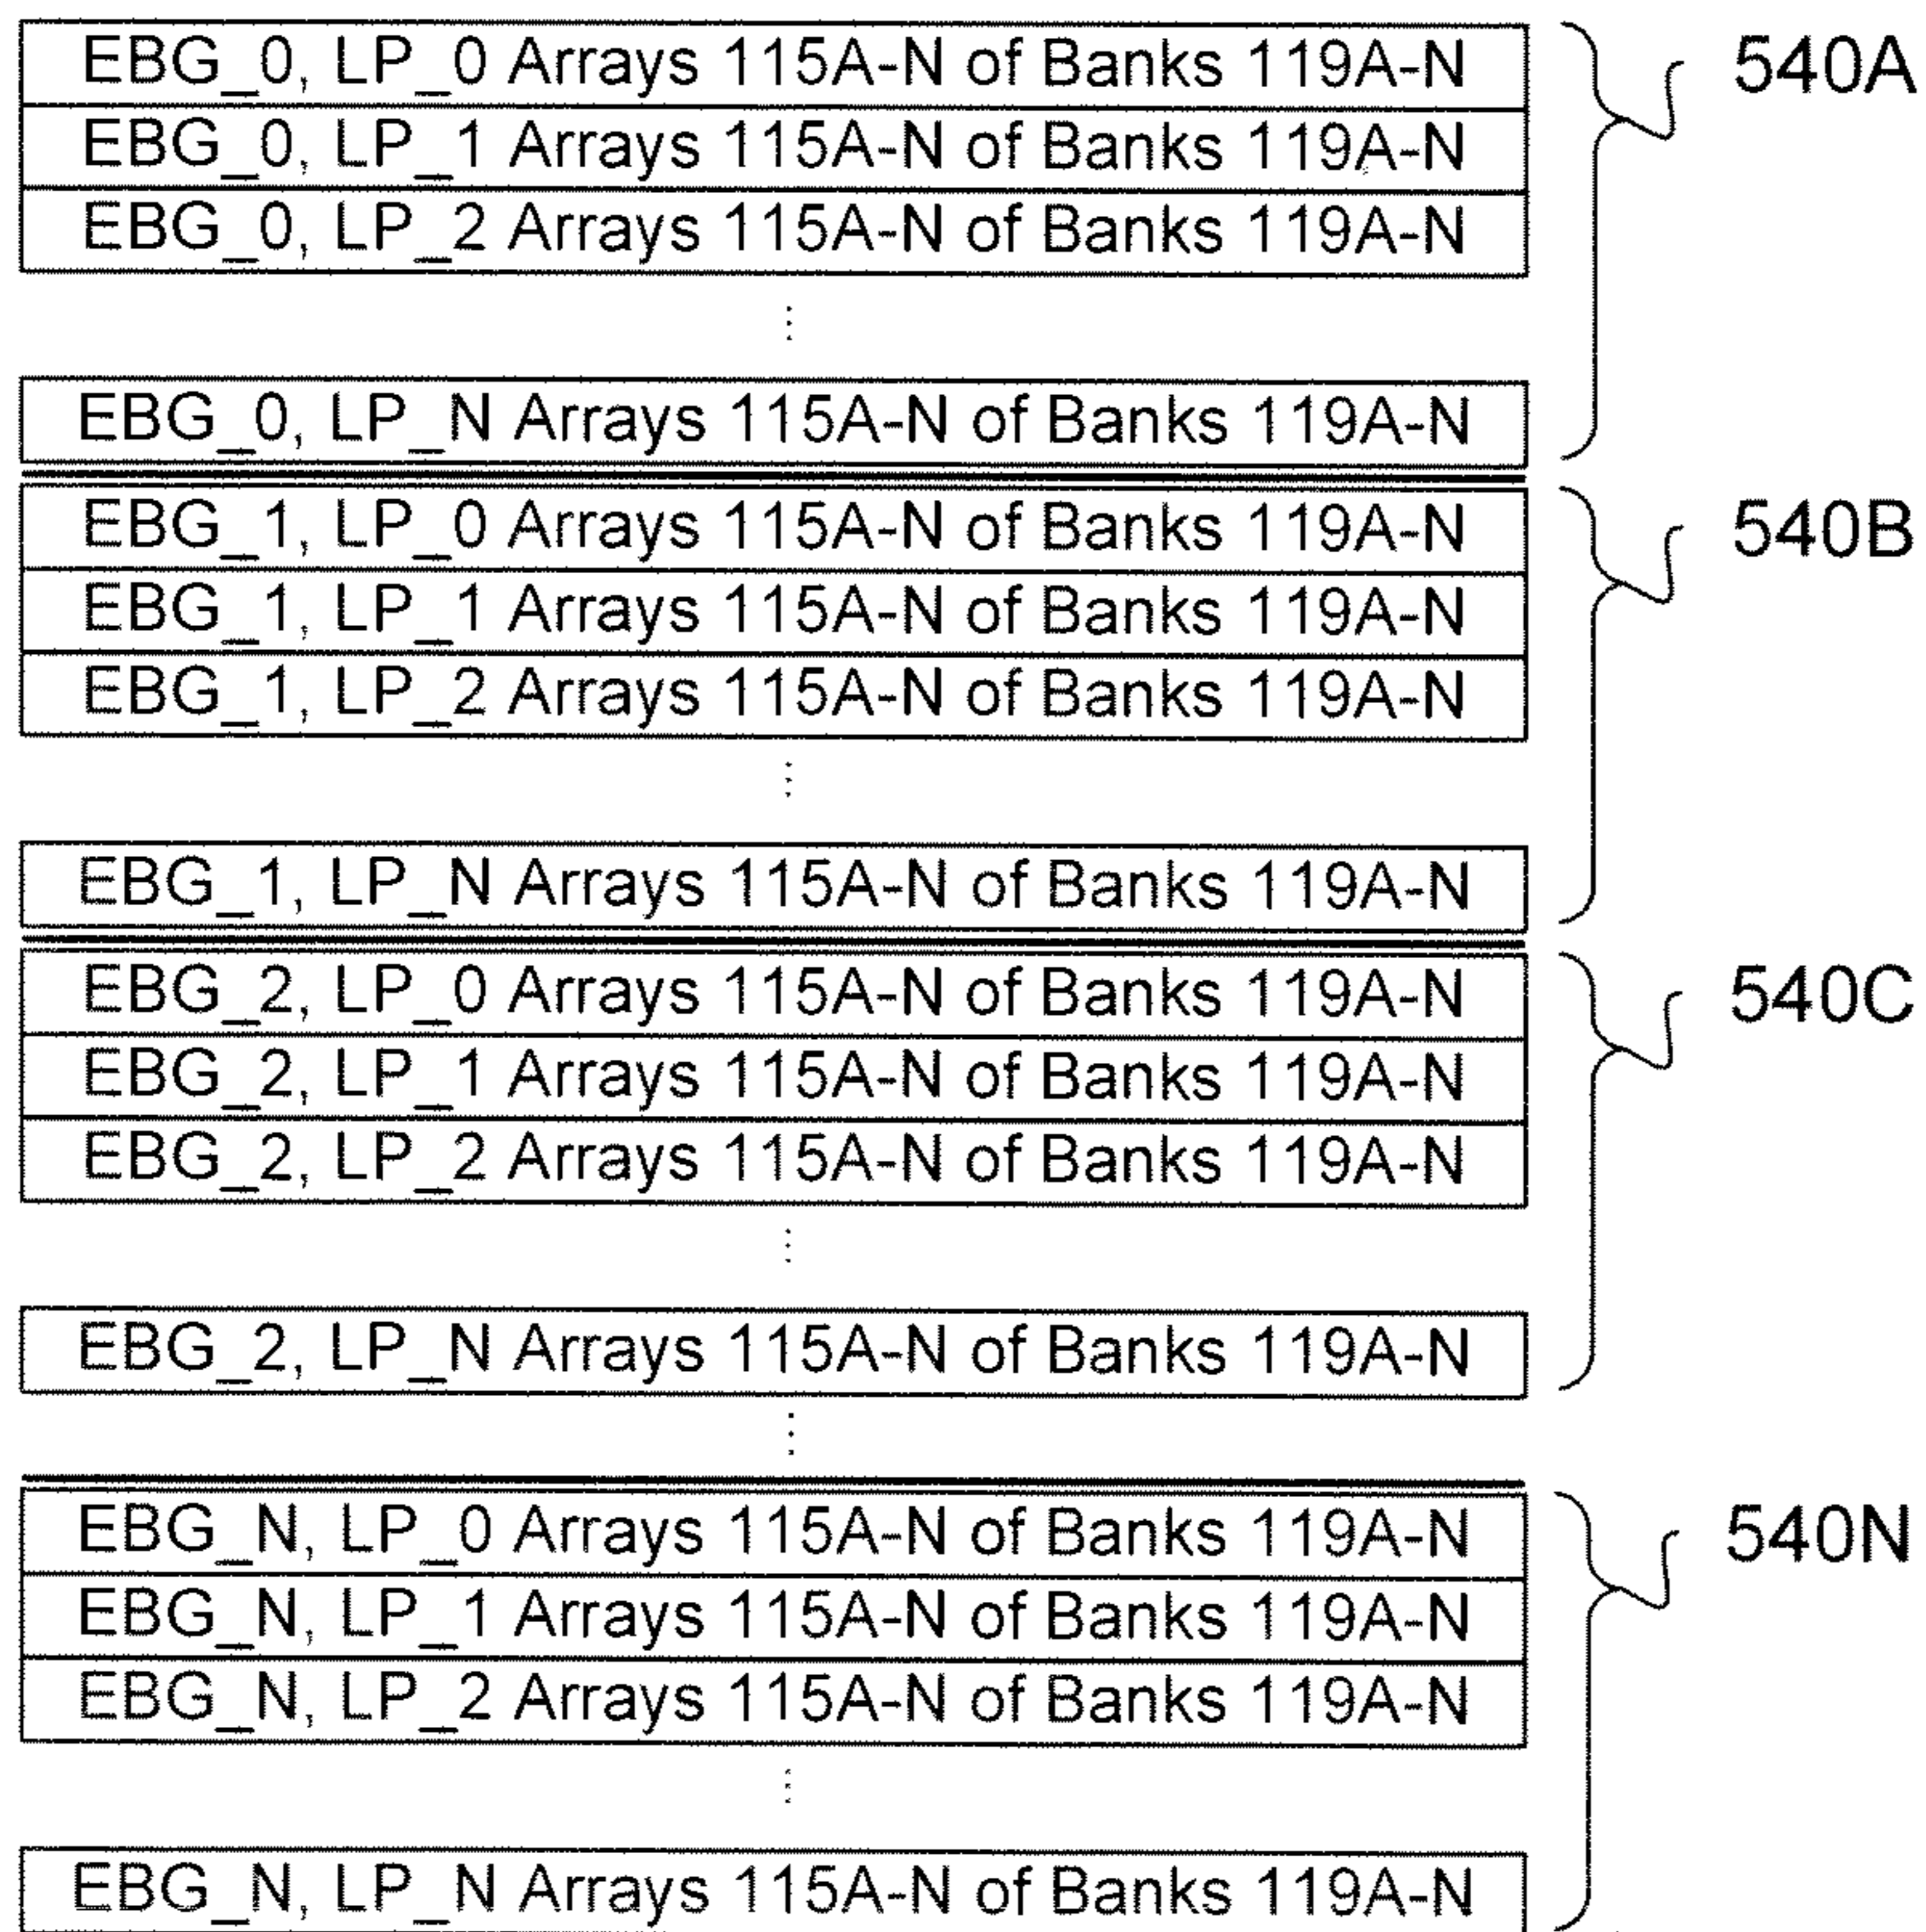 EBG_0, LP_0 Arrays 115A-N of Banks 119A-N
540A
EBG_0, LP_1 Arrays 115A-N of Banks 119A-N
EBG_0, LP_2 Arrays 115A-N of Banks 119A-N
⋮
EBG_0, LP_N Arrays 115A-N of Banks 119A-N
EBG_1, LP_0 Arrays 115A-N of Banks 119A-N
540B
EBG_1, LP_1 Arrays 115A-N of Banks 119A-N
EBG_1, LP_2 Arrays 115A-N of Banks 119A-N
⋮
EBG_1, LP_N Arrays 115A-N of Banks 119A-N
EBG_2, LP_0 Arrays 115A-N of Banks 119A-N
540C
EBG_2, LP_1 Arrays 115A-N of Banks 119A-N
EBG_2, LP_2 Arrays 115A-N of Banks 119A-N
⋮
EBG_2, LP_N Arrays 115A-N of Banks 119A-N
⋮
EBG_N, LP_0 Arrays 115A-N of Banks 119A-N
540N
EBG_N, LP_1 Arrays 115A-N of Banks 119A-N
EBG_N, LP_2 Arrays 115A-N of Banks 119A-N
⋮
EBG_N, LP_N Arrays 115A-N of Banks 119A-N